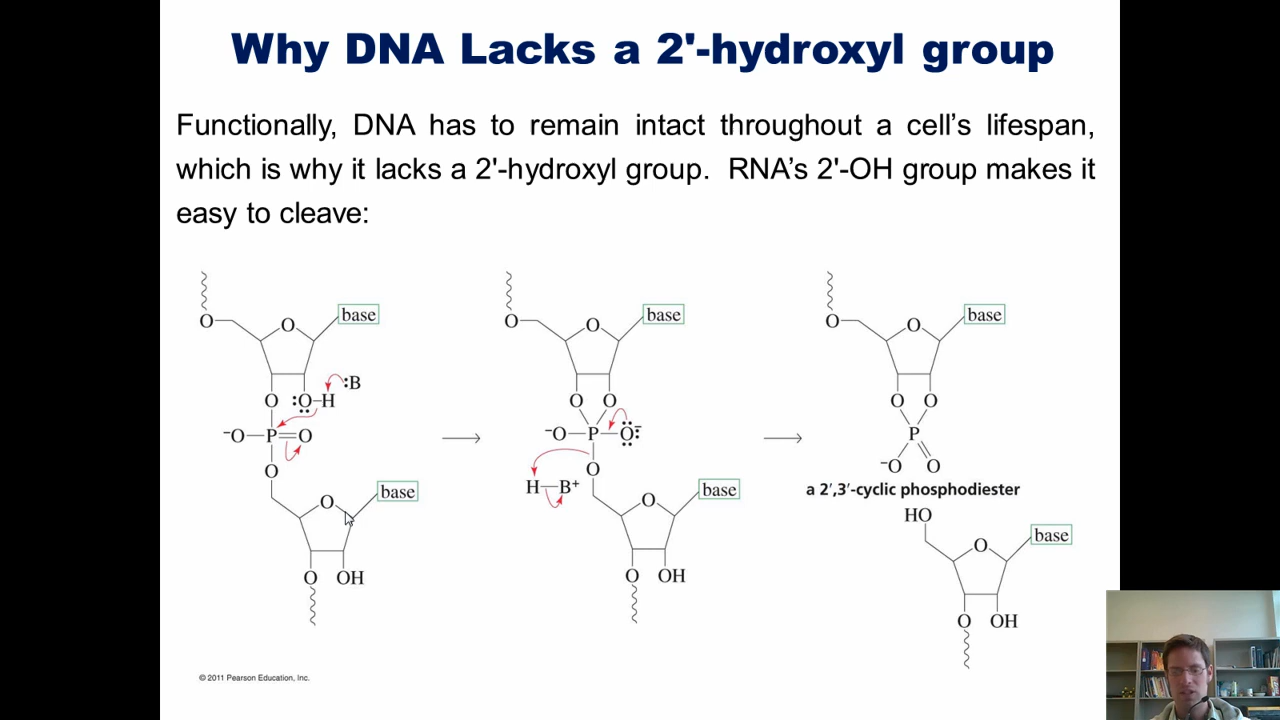 Why DNA Lacks a 2'-hydroxyl group
Functionally, DNA has to remain intact throughout a cell’s lifespan,
which is why it lacks a 2'-hydroxyl group. RNA’s 2'-OH group makes it
easy to cleave:
O O base
:B
O :O–H
⁻O–P=O
O
O base
O OH
O O base
O O
⁻O–P–O:⁻
O
H–B⁺
O base
O OH
O O base
O O
P
⁻O O
a 2′,3′-cyclic phosphodiester
HO
O base
O OH
© 2011 Pearson Education, Inc.